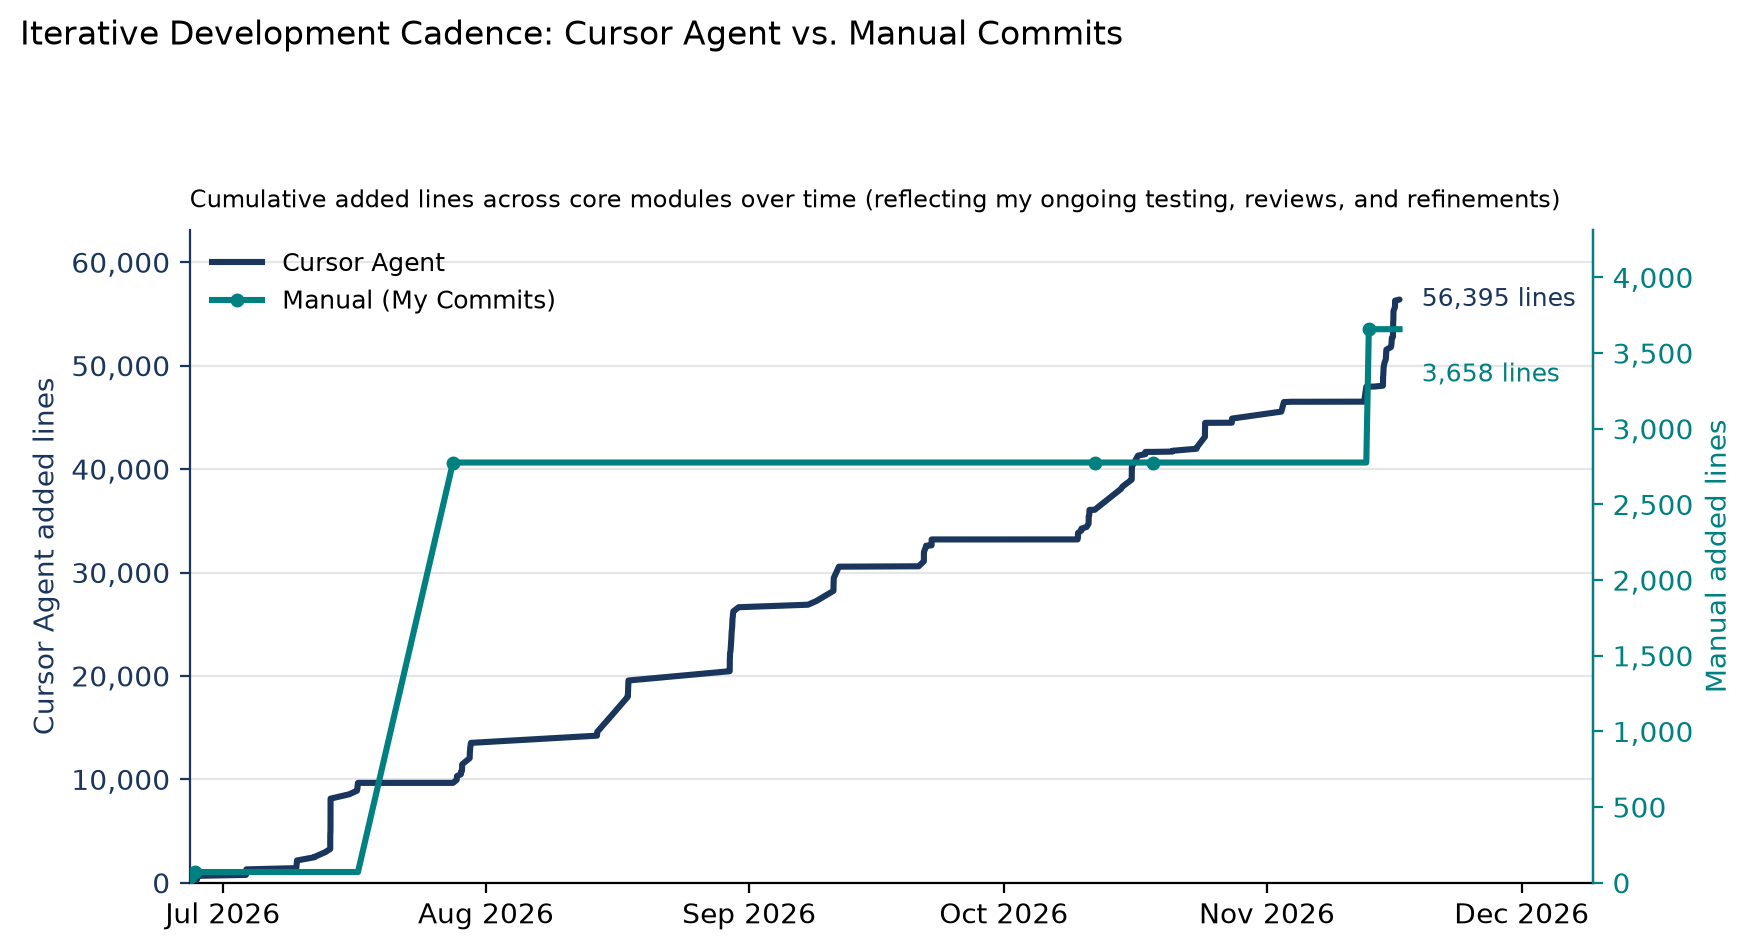 Iterative Development Cadence: Cursor Agent vs. Manual Commits
Cumulative added lines across core modules over time (reflecting my ongoing testing, reviews, and refinements)
Cursor Agent
Manual (My Commits)
56,395 lines
3,658 lines
Cursor Agent added lines
60,000
50,000
40,000
30,000
20,000
10,000
0
Manual added lines
4,000
3,500
3,000
2,500
2,000
1,500
1,000
500
0
Jul 2026
Aug 2026
Sep 2026
Oct 2026
Nov 2026
Dec 2026